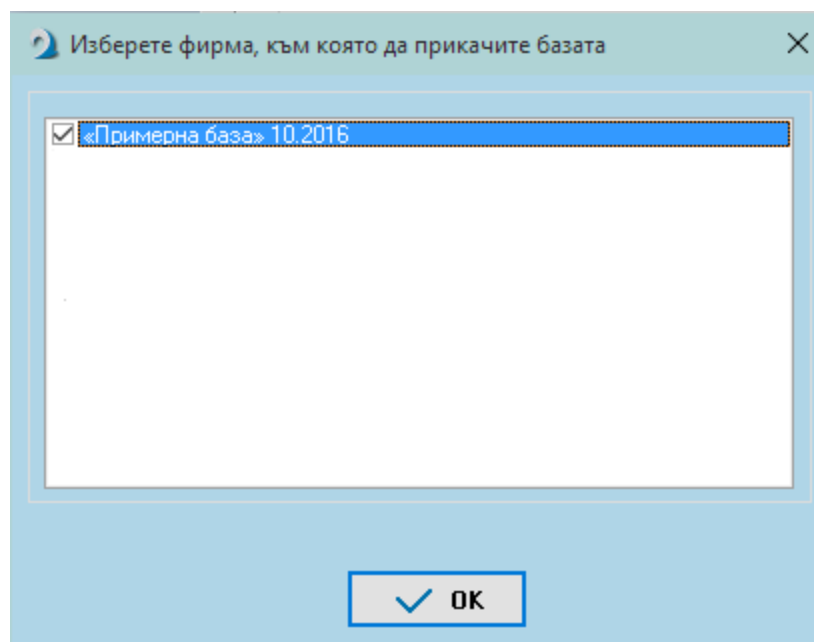 Изберете фирма, към която да прикачите базата
«Примерна база» 10.2016
OK